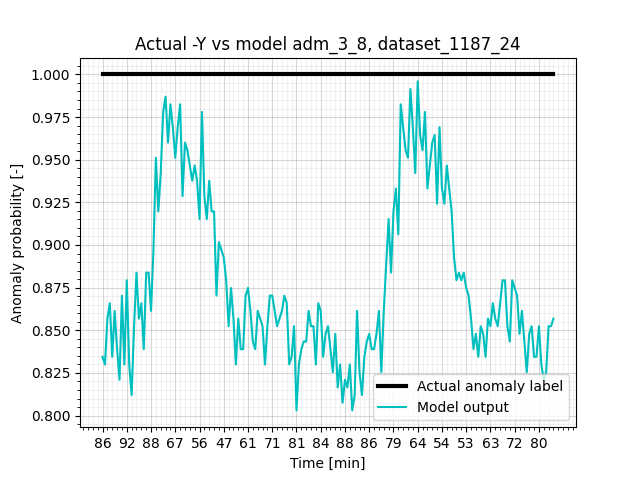 Actual -Y vs model adm_3_8, dataset_1187_24
1.000
0.975
0.950
0.925
0.900
0.875
0.850
0.825
0.800
Anomaly probability [-]
Actual anomaly label
Model output
86 92 88 67 56 47 61 71 81 84 88 86 79 64 54 53 63 72 80
Time [min]